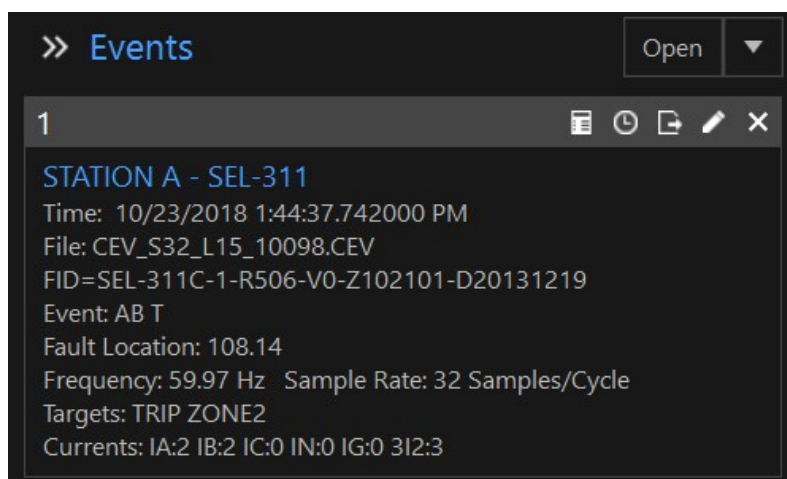 Events
Open
1
STATION A - SEL-311
Time: 10/23/2018 1:44:37.742000 PM
File: CEV_S32_L15_10098.CEV
FID=SEL-311C-1-R506-V0-Z102101-D20131219
Event: AB T
Fault Location: 108.14
Frequency: 59.97 Hz Sample Rate: 32 Samples/Cycle
Targets: TRIP ZONE2
Currents: IA:2 IB:2 IC:0 IN:0 IG:0 3I2:3